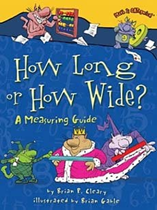 How Long
or How Wide?
A Measuring Guide
by Brian P. Cleary
illustrated by Brian Gable